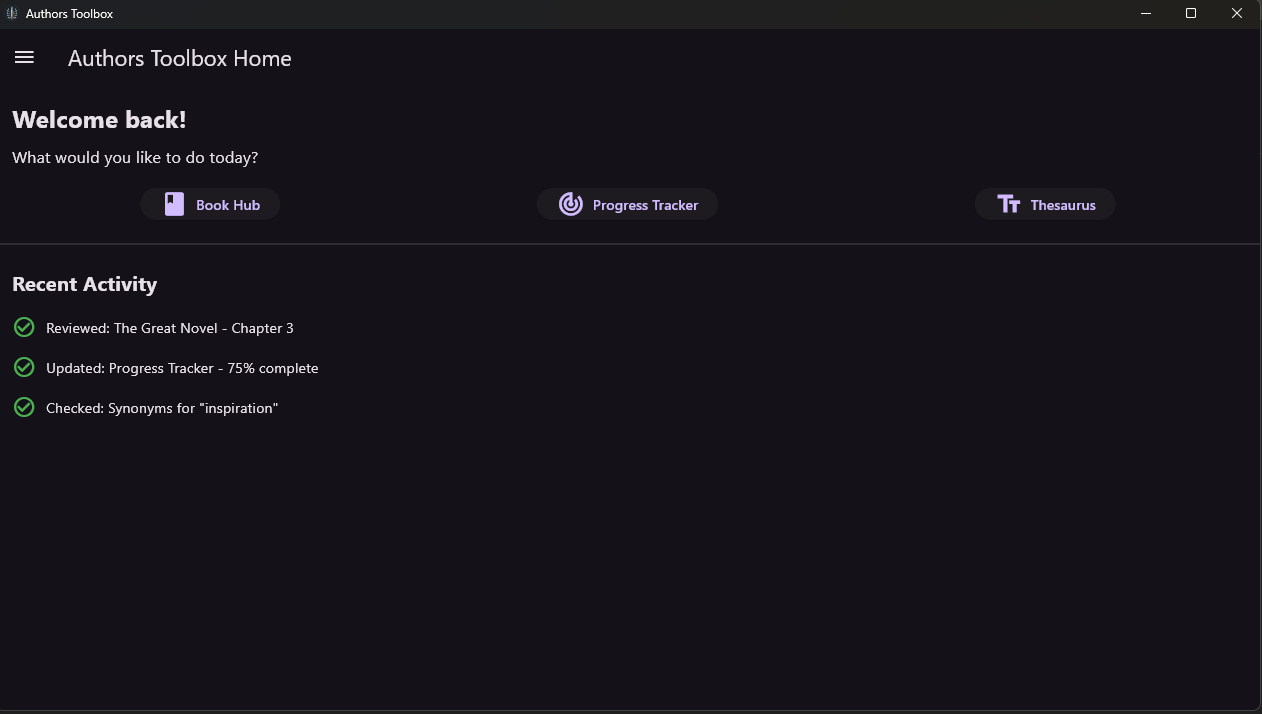 Authors Toolbox
Authors Toolbox Home
Welcome back!
What would you like to do today?
Book Hub
Progress Tracker
Thesaurus
Recent Activity
Reviewed: The Great Novel - Chapter 3
Updated: Progress Tracker - 75% complete
Checked: Synonyms for "inspiration"